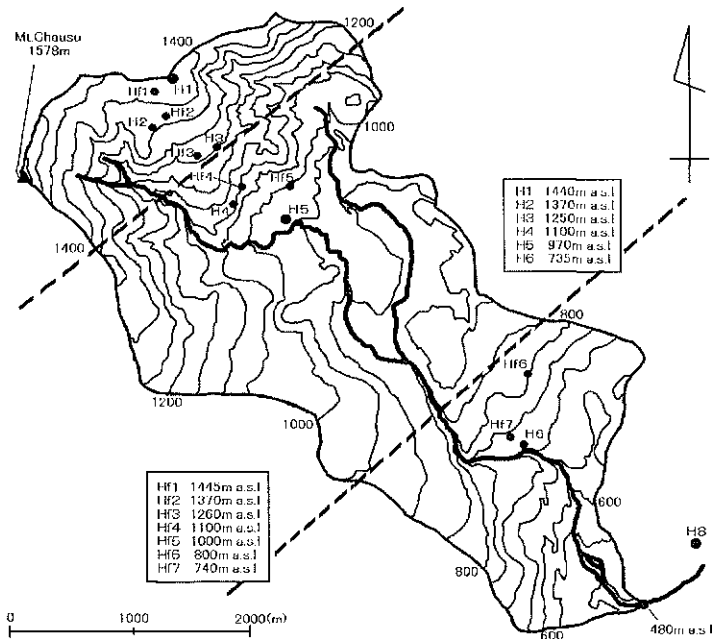 1200
1400
Mt.Chausu
1578m
Hf1
H1
Hf2
H2
1000
H3
Hf3
Hf4
Hf5
H4
H5
H1 1440m a.s.l
H2 1370m a.s.l
H3 1250m a.s.l
H4 1100m a.s.l
H5 970m a.s.l
H6 735m a.s.l
1400
800
Hf6
1200
1000
Hf7
H6
Hf1 1445m a.s.l
Hf2 1370m a.s.l
Hf3 1260m a.s.l
Hf4 1100m a.s.l
Hf5 1000m a.s.l
Hf6 800m a.s.l
Hf7 740m a.s.l
600
H8
800
0 1000 2000(m)
600
480m a.s.l